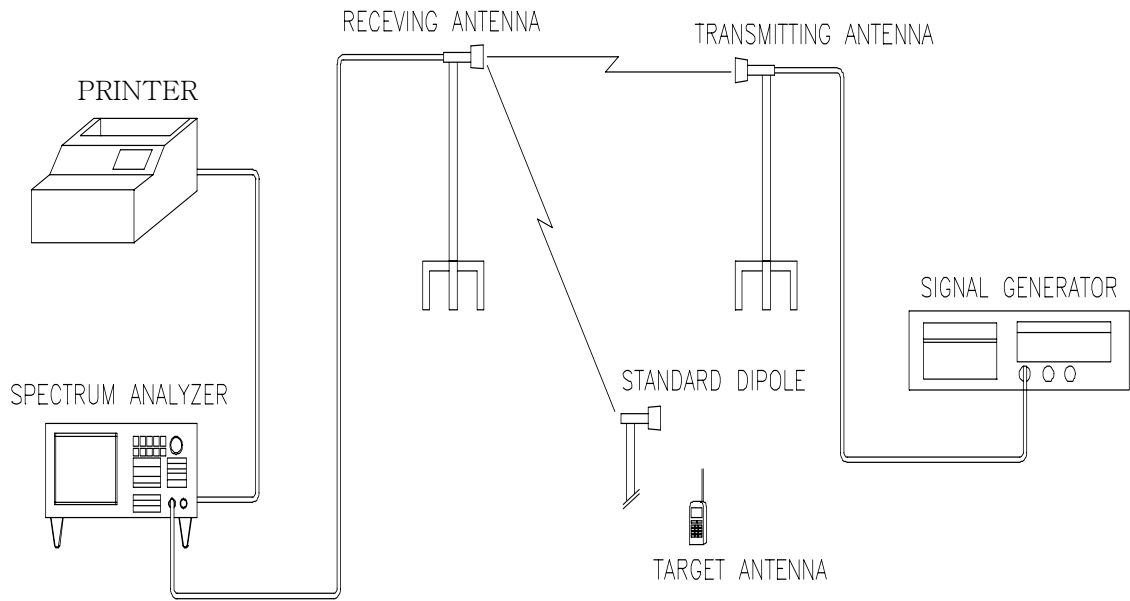 RECEVING ANTENNA
TRANSMITTING ANTENNA
PRINTER
SIGNAL GENERATOR
SPECTRUM ANALYZER
STANDARD DIPOLE
TARGET ANTENNA